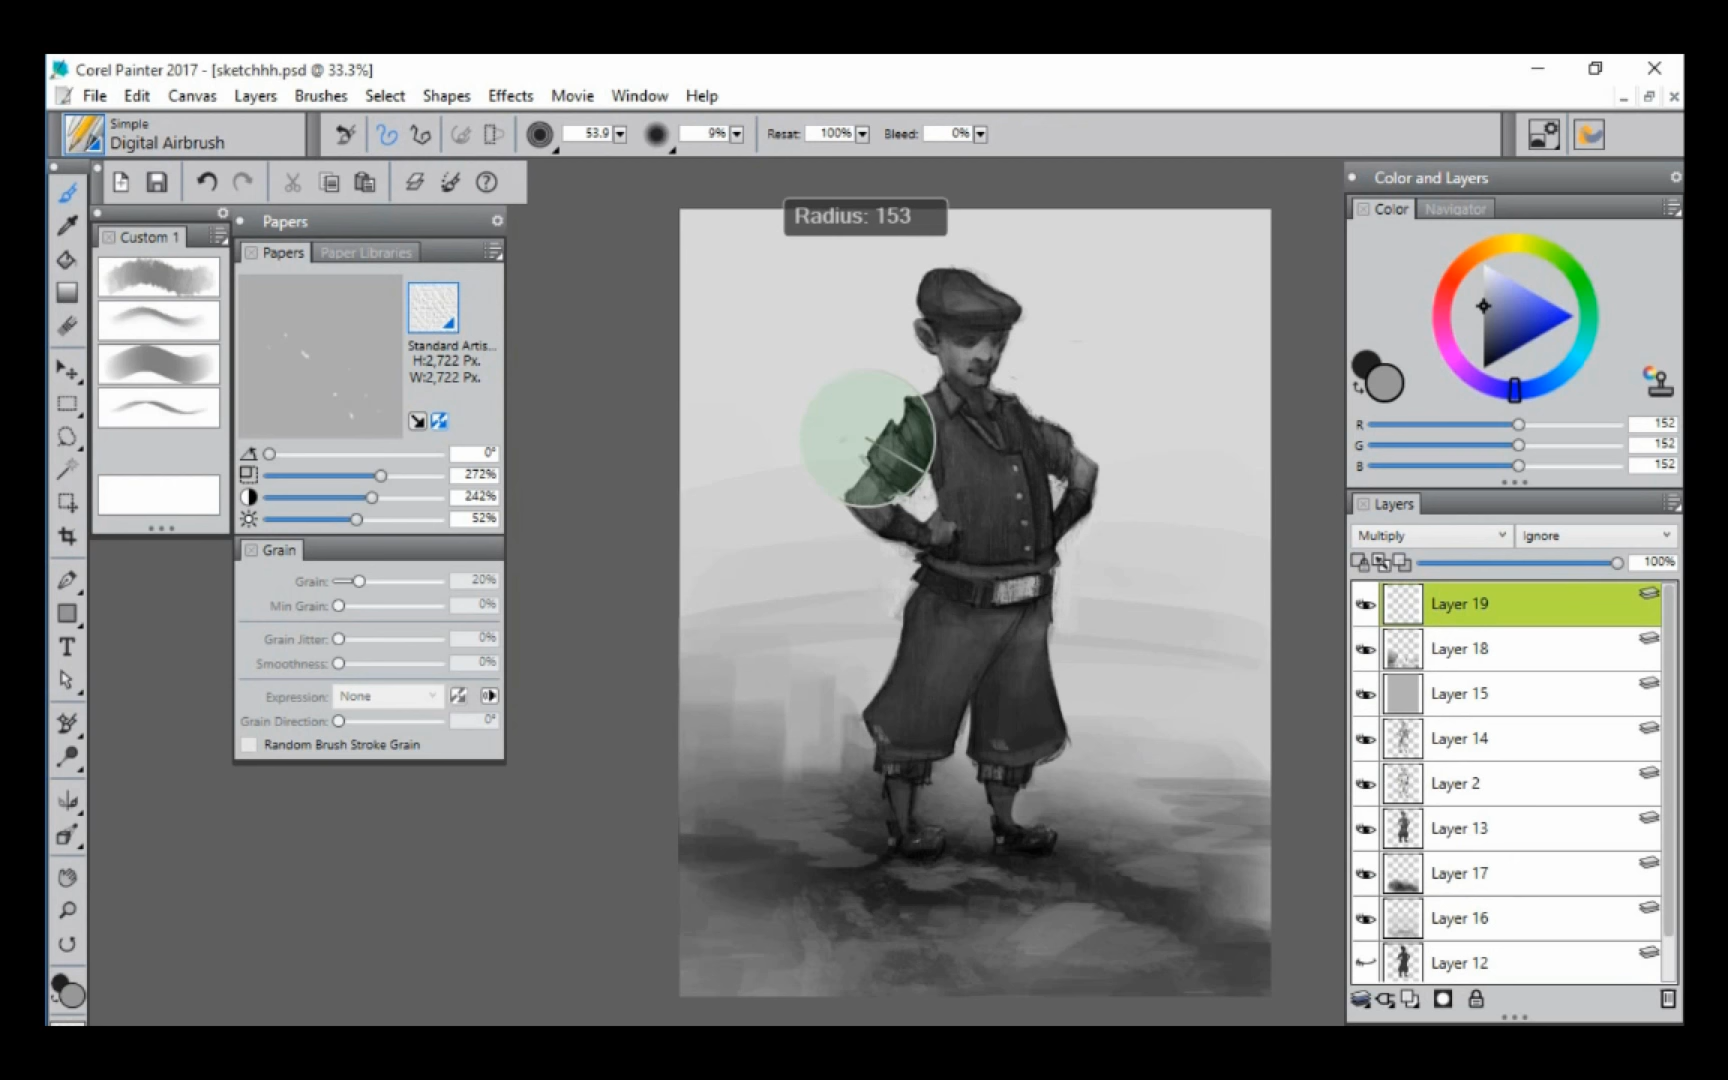 Corel Painter 2017 - [sketchhh.psd @ 33.3%]
File Edit Canvas Layers Brushes Select Shapes Effects Movie Window Help
Simple
Digital Airbrush
53.9
9%
Resat: 100%
Bleed: 0%
Custom 1
Papers
Papers Paper Libraries
Standard Artis...
H:2,722 Px.
W:2,722 Px.
0°
272%
242%
52%
Grain
Grain: 20%
Min Grain: 0%
Grain Jitter: 0%
Smoothness: 0%
Expression: None
Grain Direction: 0°
Random Brush Stroke Grain
Radius: 153
Color and Layers
Color Navigator
R 152
G 152
B 152
Layers
Multiply Ignore
100%
Layer 19
Layer 18
Layer 15
Layer 14
Layer 2
Layer 13
Layer 17
Layer 16
Layer 12
T